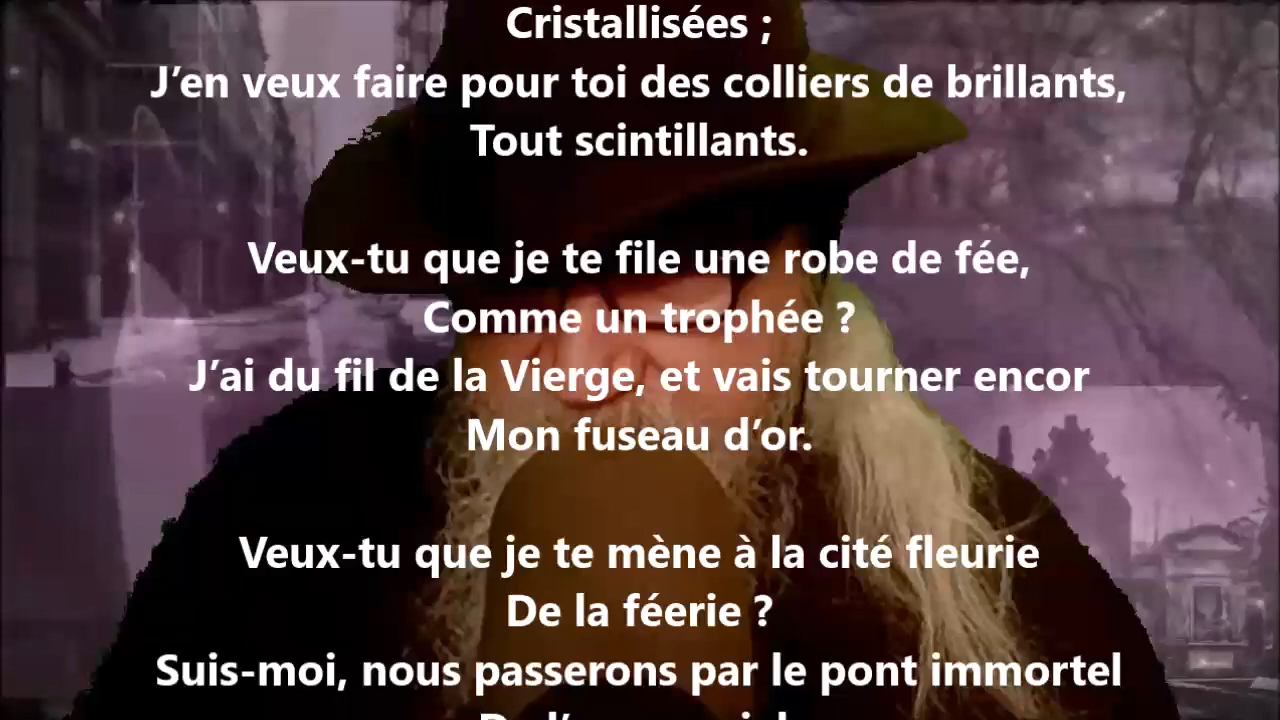 Cristallisées ;
J’en veux faire pour toi des colliers de brillants,
Tout scintillants.
Veux-tu que je te file une robe de fée,
Comme un trophée ?
J’ai du fil de la Vierge, et vais tourner encor
Mon fuseau d’or.
Veux-tu que je te mène à la cité fleurie
De la féerie ?
Suis-moi, nous passerons par le pont immortel